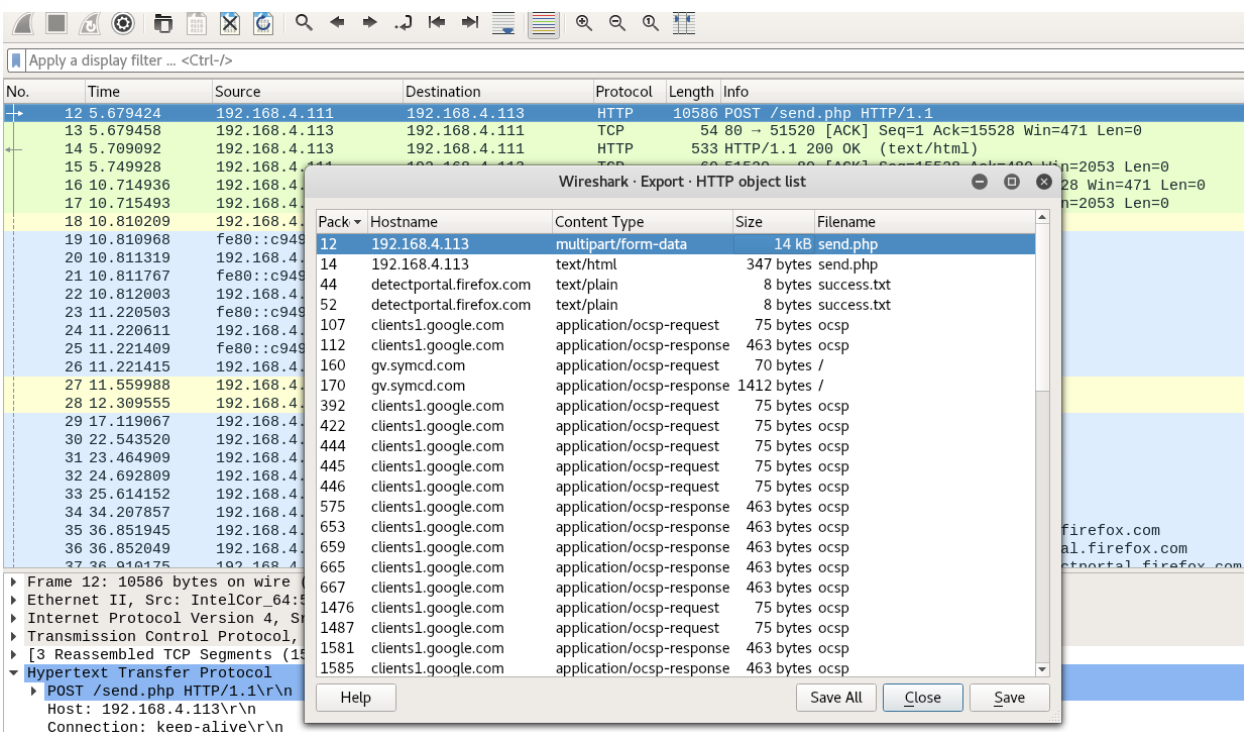 Apply a display filter ... <Ctrl-/>
No. Time Source Destination Protocol Length Info
12 5.679424 192.168.4.111 192.168.4.113 HTTP 10586 POST /send.php HTTP/1.1
13 5.679458 192.168.4.113 192.168.4.111 TCP 54 80 → 51520 [ACK] Seq=1 Ack=15528 Win=471 Len=0
14 5.709092 192.168.4.113 192.168.4.111 HTTP 533 HTTP/1.1 200 OK (text/html)
15 5.749928 192.168.4.111 192.168.4.113 TCP 60 51520 → 80 [ACK] Seq=15528 Ack=480 Win=2053 Len=0
16 10.714936 192.168.4. 28 Win=471 Len=0
17 10.715493 192.168.4. n=2053 Len=0
18 10.810209 192.168.4.
19 10.810968 fe80::c949
20 10.811319 192.168.4.
21 10.811767 fe80::c949
22 10.812003 192.168.4.
23 11.220503 fe80::c949
24 11.220611 192.168.4.
25 11.221409 fe80::c949
26 11.221415 192.168.4.
27 11.559988 192.168.4.
28 12.309555 192.168.4.
29 17.119067 192.168.4.
30 22.543520 192.168.4.
31 23.464909 192.168.4.
32 24.692809 192.168.4.
33 25.614152 192.168.4.
34 34.207857 192.168.4.
35 36.851945 192.168.4. firefox.com
36 36.852049 192.168.4. al.firefox.com
37 36.910175 192.168.4 ctportal.firefox.com
Wireshark · Export · HTTP object list
Pack Hostname Content Type Size Filename
12 192.168.4.113 multipart/form-data 14 kB send.php
14 192.168.4.113 text/html 347 bytes send.php
44 detectportal.firefox.com text/plain 8 bytes success.txt
52 detectportal.firefox.com text/plain 8 bytes success.txt
107 clients1.google.com application/ocsp-request 75 bytes ocsp
112 clients1.google.com application/ocsp-response 463 bytes ocsp
160 gv.symcd.com application/ocsp-request 70 bytes /
170 gv.symcd.com application/ocsp-response 1412 bytes /
392 clients1.google.com application/ocsp-request 75 bytes ocsp
422 clients1.google.com application/ocsp-request 75 bytes ocsp
444 clients1.google.com application/ocsp-request 75 bytes ocsp
445 clients1.google.com application/ocsp-request 75 bytes ocsp
446 clients1.google.com application/ocsp-request 75 bytes ocsp
575 clients1.google.com application/ocsp-response 463 bytes ocsp
653 clients1.google.com application/ocsp-response 463 bytes ocsp
659 clients1.google.com application/ocsp-response 463 bytes ocsp
665 clients1.google.com application/ocsp-response 463 bytes ocsp
667 clients1.google.com application/ocsp-response 463 bytes ocsp
1476 clients1.google.com application/ocsp-request 75 bytes ocsp
1487 clients1.google.com application/ocsp-request 75 bytes ocsp
1581 clients1.google.com application/ocsp-response 463 bytes ocsp
1585 clients1.google.com application/ocsp-response 463 bytes ocsp
Help Save All Close Save
Frame 12: 10586 bytes on wire (
Ethernet II, Src: IntelCor_64:5
Internet Protocol Version 4, Sr
Transmission Control Protocol,
[3 Reassembled TCP Segments (15
Hypertext Transfer Protocol
POST /send.php HTTP/1.1\r\n
Host: 192.168.4.113\r\n
Connection: keep-alive\r\n